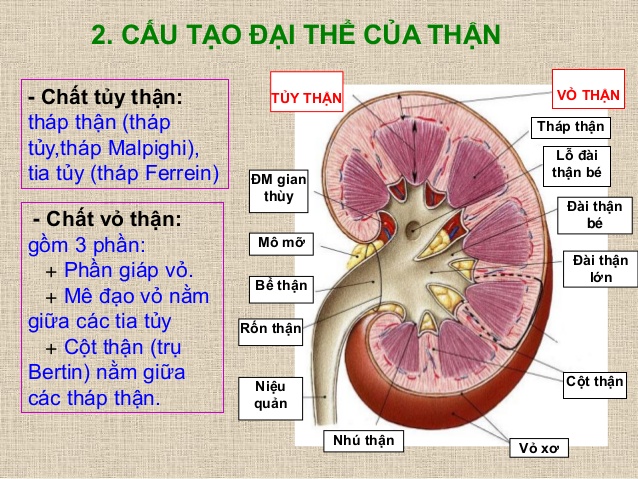 2. CẤU TẠO ĐẠI THỂ CỦA THẬN
- Chất tủy thận:
tháp thận (tháp
tủy,tháp Malpighi),
tia tủy (tháp Ferrein)
- Chất vỏ thận:
gồm 3 phần:
+ Phần giáp vỏ.
+ Mê đạo vỏ nằm
giữa các tia tủy
+ Cột thận (trụ
Bertin) nằm giữa
các tháp thận.
TỦY THẬN
VỎ THẬN
Tháp thận
Lỗ đài
thận bé
ĐM gian
thùy
Đài thận
bé
Mô mỡ
Đài thận
lớn
Bể thận
Rốn thận
Niệu
quản
Cột thận
Nhú thận
Vỏ xơ